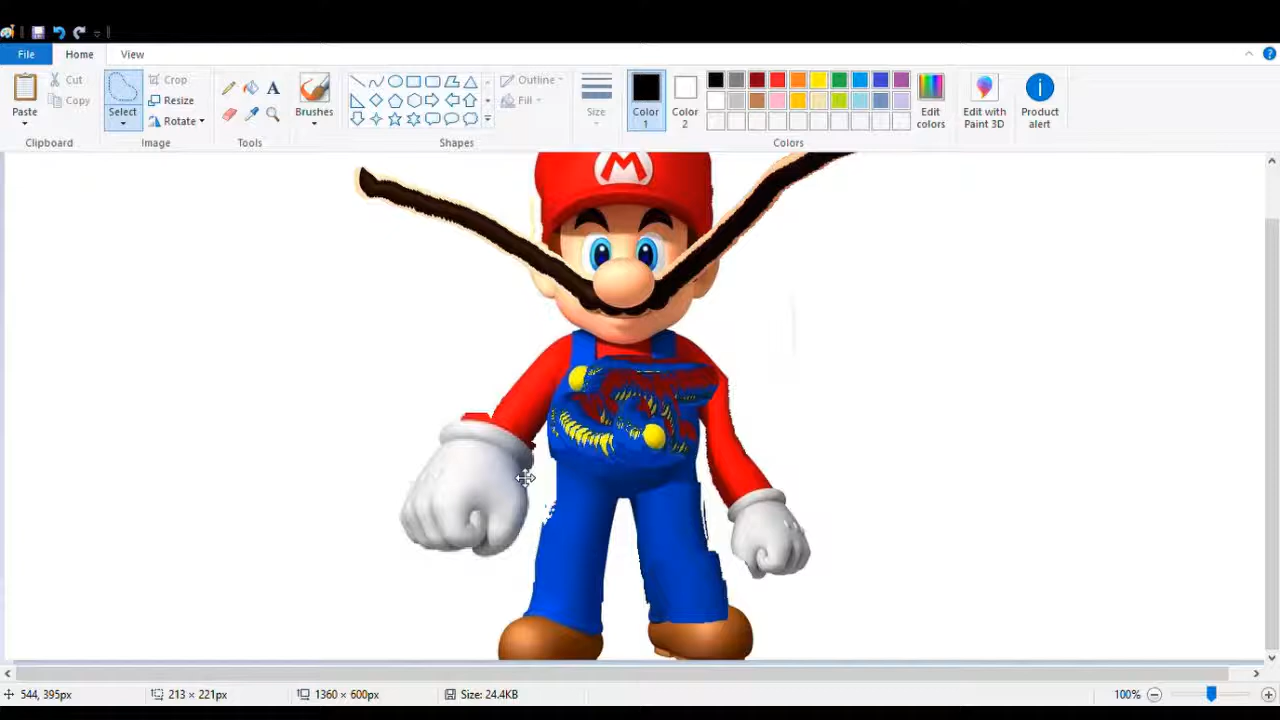 File Home View
Paste
Cut
Copy
Clipboard
Select
Crop
Resize
Rotate
Image
A
Tools
Brushes
Outline
Fill
Shapes
Size
Color 1
Color 2
Edit colors
Colors
Edit with Paint 3D
Product alert
M
544, 395px 213 × 221px 1360 × 600px Size: 24.4KB 100%